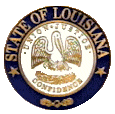 STATE OF LOUISIANA
UNION JUSTICE
CONFIDENCE